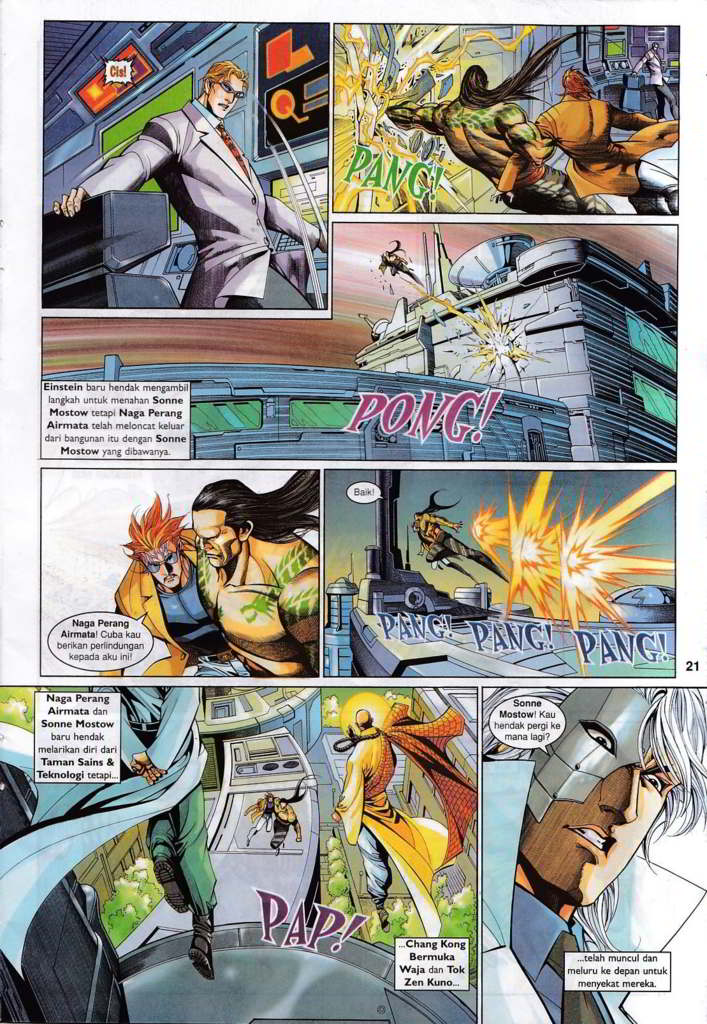 Cis!
PANG!
Einstein baru hendak mengambil
langkah untuk menahan Sonne
Mostow tetapi Naga Perang
Airmata telah meloncat keluar
dari bangunan itu dengan Sonne
Mostow yang dibawanya.
PONG!
Naga Perang
Airmata! Cuba kau
berikan perlindungan
kepada aku ini!
Baik!
PANG! PANG! PANG!
21
Naga Perang
Airmata dan
Sonne Mostow
baru hendak
melarikan diri dari
Taman Sains &
Teknologi tetapi...
PAP!
...Chang Kong
Bermuka
Waja dan Tok
Zen Kuno...
Sonne
Mostow! Kau
hendak pergi ke
mana lagi?
...telah muncul dan
meluru ke depan untuk
menyekat mereka.